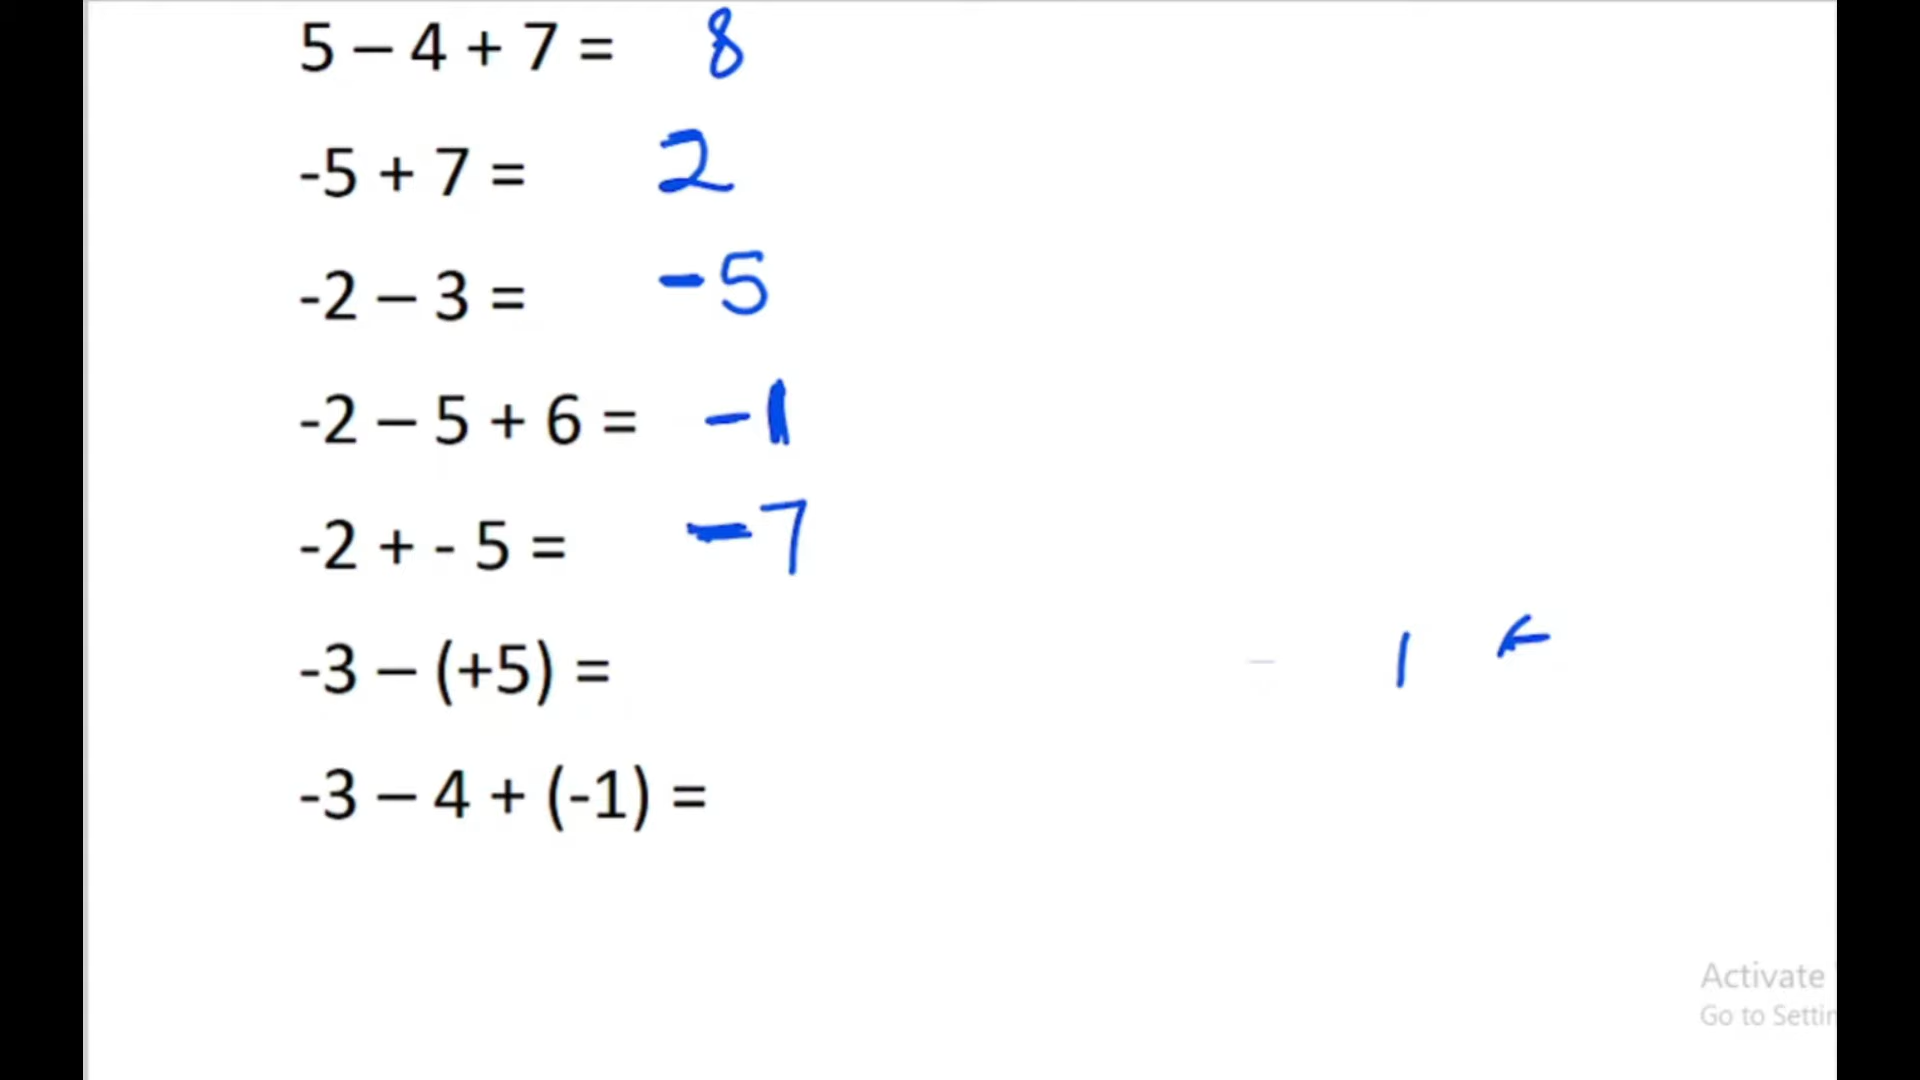 5 – 4 + 7 = 8
-5 + 7 = 2
-2 – 3 = -5
-2 – 5 + 6 = -1
-2 + - 5 = -7
-3 – (+5) =
1
-3 – 4 + (-1) =
Activate
Go to Settin